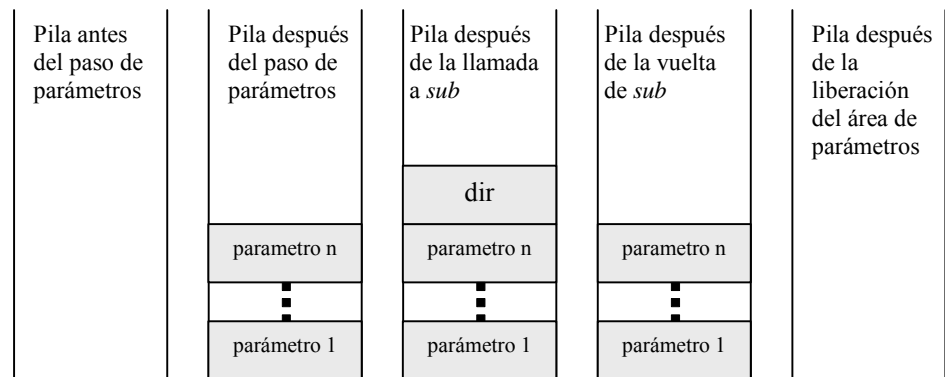 Pila antes
del paso de
parámetros
Pila después
del paso de
parámetros
Pila después
de la llamada
a sub
Pila después
de la vuelta
de sub
Pila después
de la
liberación
del área de
parámetros
dir
parametro n
parametro n
parametro n
parámetro 1
parámetro 1
parámetro 1